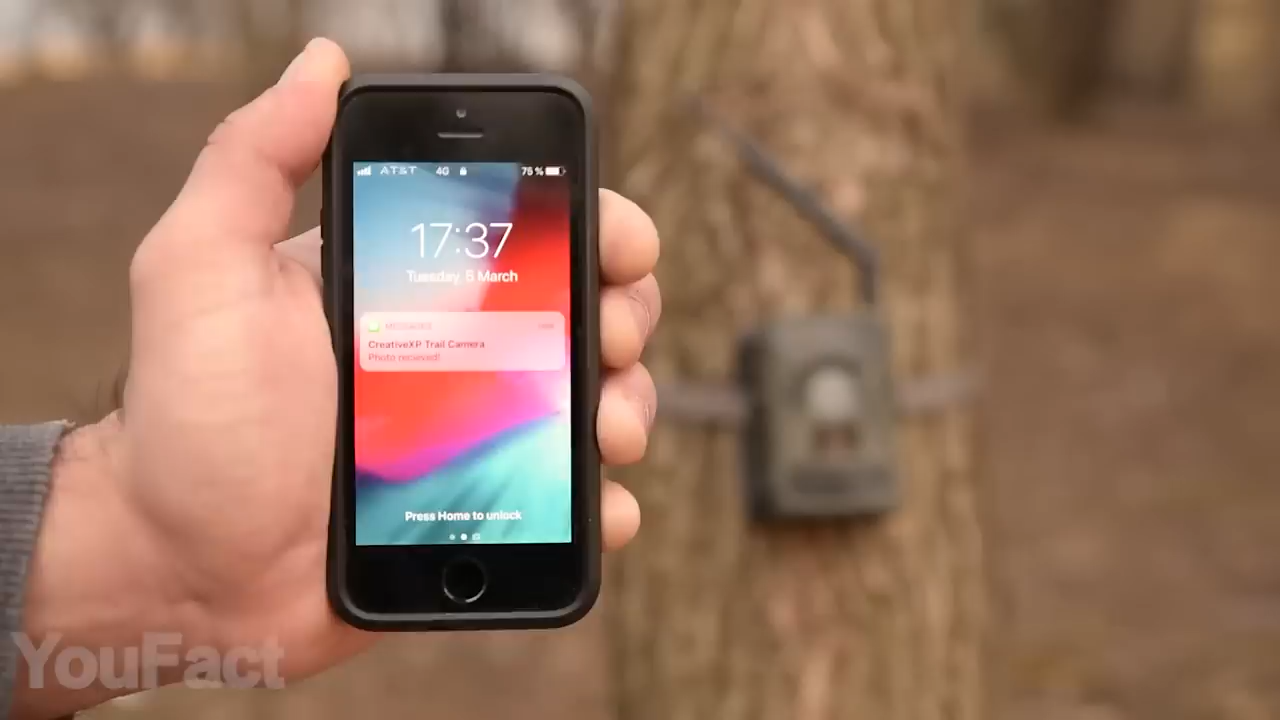 AT&T 4G 75 %
17:37
Tuesday, 5 March
MESSAGES now
CreativeXP Trail Camera
Photo recieved!
Press Home to unlock
YouFact